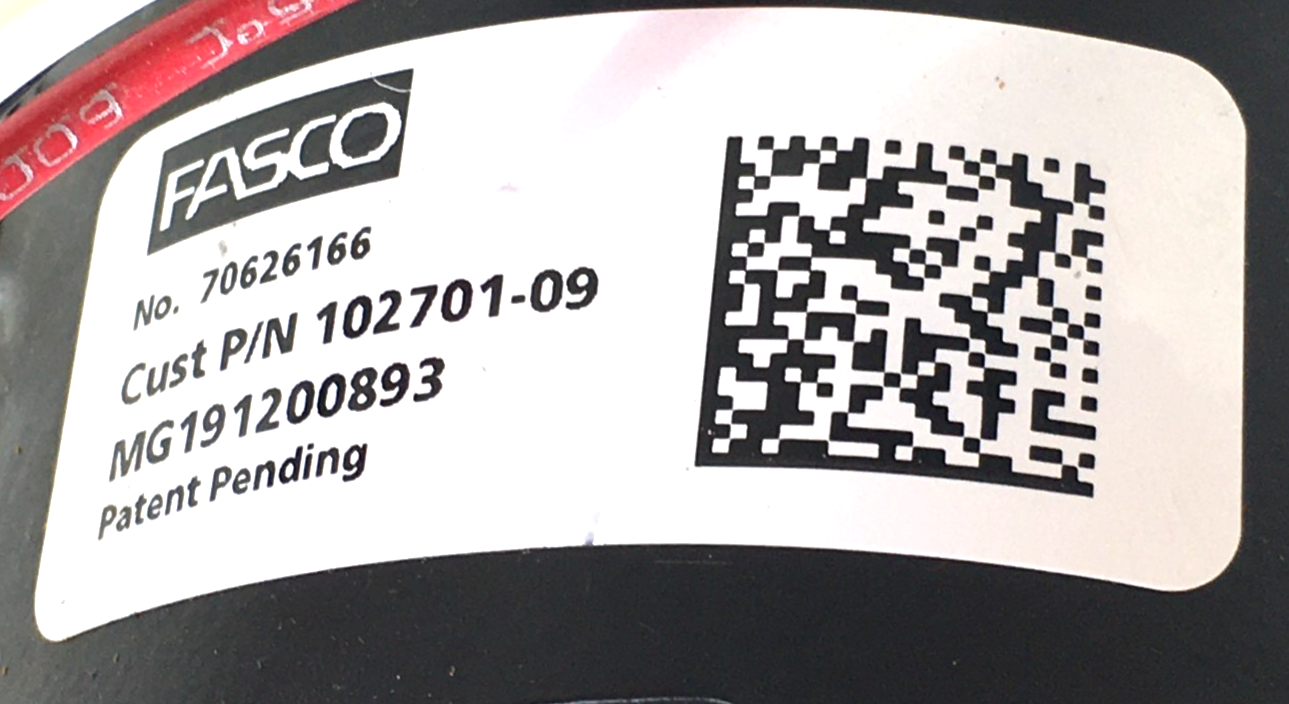 FASCO
No. 70626166
Cust P/N 102701-09
MG191200893
Patent Pending